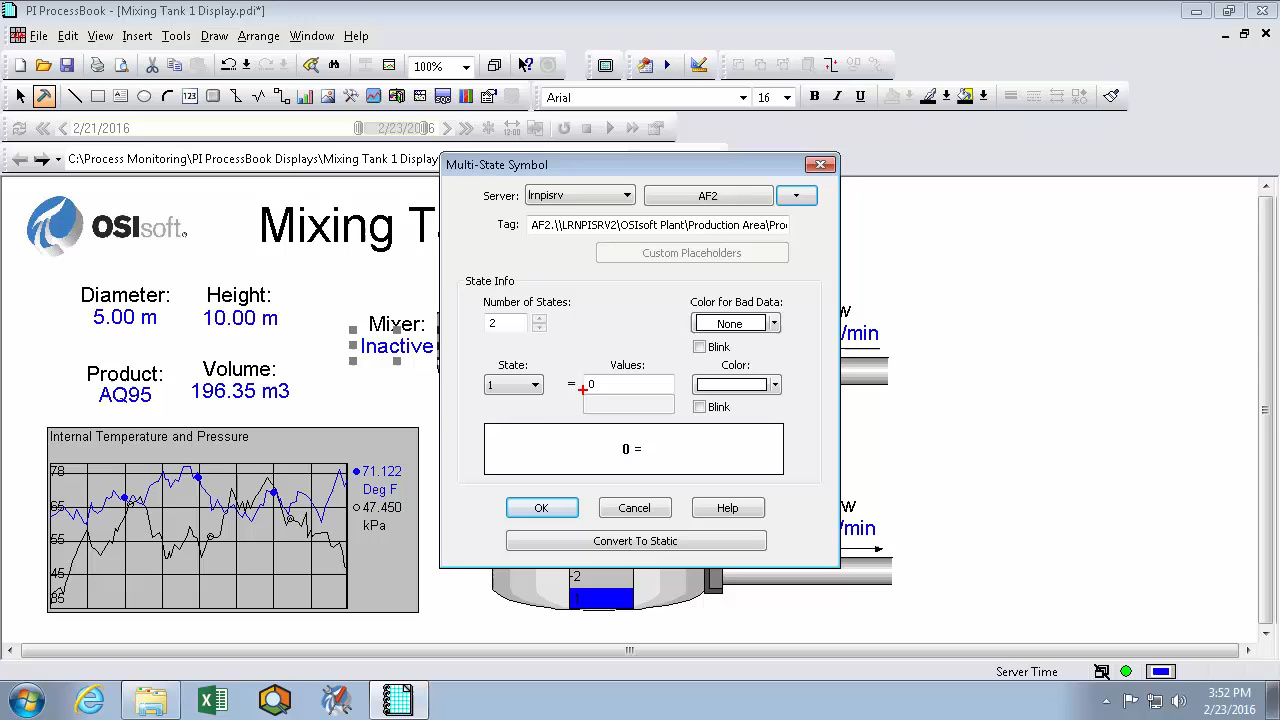 PI ProcessBook - [Mixing Tank 1 Display.pdi*]
File Edit View Insert Tools Draw Arrange Window Help
100%
Arial 16 B I U
2/21/2016 2/23/2016
C:\Process Monitoring\PI ProcessBook Displays\Mixing Tank 1 Display
Multi-State Symbol
Server: lrnpisrv AF2
Tag: AF2.\\LRNPISRV2\OSIsoft Plant\Production Area\Pro
Custom Placeholders
State Info
Number of States: Color for Bad Data:
2 None
Blink
State: Values: Color:
1 = 0
Blink
0 =
OK Cancel Help
Convert To Static
OSIsoft.
Mixing T
Diameter: Height:
5.00 m 10.00 m
Mixer:
Inactive
Product: Volume:
AQ95 196.35 m3
w
/min
w
/min
Internal Temperature and Pressure
78
65
55
45
35
71.122
Deg F
47.450
kPa
-2
1
Server Time
3:52 PM
2/23/2016